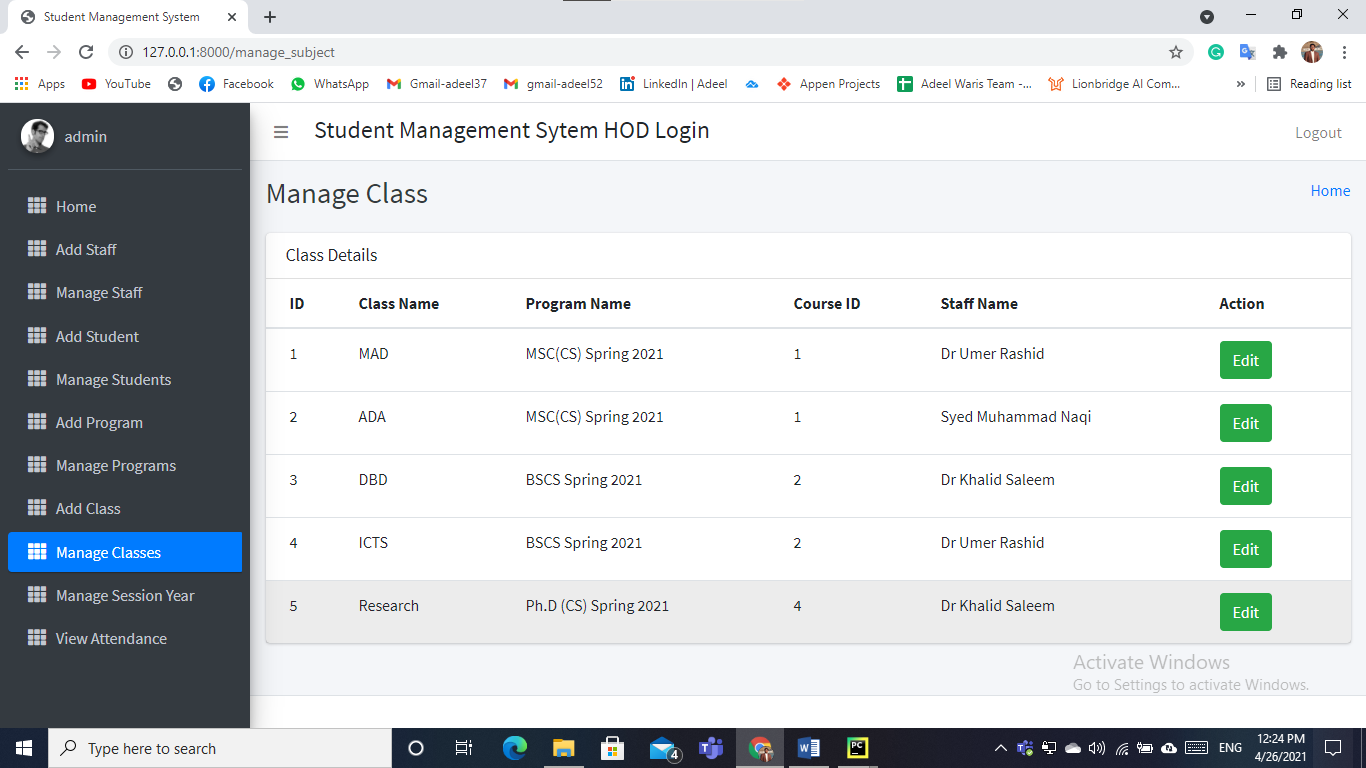 Student Management System
127.0.0.1:8000/manage_subject
Apps YouTube Facebook WhatsApp Gmail-adeel37 gmail-adeel52 LinkedIn | Adeel Appen Projects Adeel Waris Team -... Lionbridge AI Com... » Reading list
admin
Student Management Sytem HOD Login
Logout
Home
Add Staff
Manage Staff
Add Student
Manage Students
Add Program
Manage Programs
Add Class
Manage Classes
Manage Session Year
View Attendance
Manage Class
Home
Class Details
ID Class Name Program Name Course ID Staff Name Action
1 MAD MSC(CS) Spring 2021 1 Dr Umer Rashid Edit
2 ADA MSC(CS) Spring 2021 1 Syed Muhammad Naqi Edit
3 DBD BSCS Spring 2021 2 Dr Khalid Saleem Edit
4 ICTS BSCS Spring 2021 2 Dr Umer Rashid Edit
5 Research Ph.D (CS) Spring 2021 4 Dr Khalid Saleem Edit
Activate Windows
Go to Settings to activate Windows.
Type here to search
4
PC
ENG
12:24 PM
4/26/2021